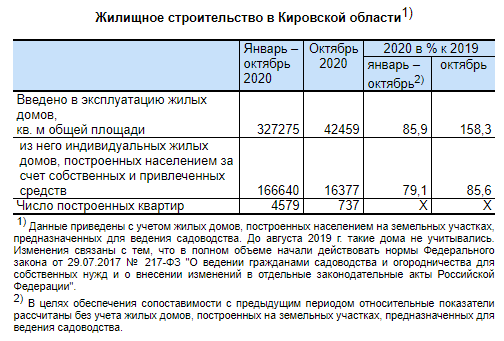 Жилищное строительство в Кировской области1)
Январь – октябрь 2020
Октябрь 2020
2020 в % к 2019
январь – октябрь2)
октябрь
Введено в эксплуатацию жилых
домов,
кв. м общей площади 327275 42459 85,9 158,3
из него индивидуальных жилых
домов, построенных населением за
счет собственных и привлеченных
средств 166640 16377 79,1 85,6
Число построенных квартир 4579 737 X X
1) Данные приведены с учетом жилых домов, построенных населением на земельных участках,
предназначенных для ведения садоводства. До августа 2019 г. такие дома не учитывались.
Изменения связаны с тем, что в полном объеме начали действовать нормы Федерального
закона от 29.07.2017 № 217-ФЗ "О ведении гражданами садоводства и огородничества для
собственных нужд и о внесении изменений в отдельные законодательные акты Российской
Федерации".
2) В целях обеспечения сопоставимости с предыдущим периодом относительные показатели
рассчитаны без учета жилых домов, построенных на земельных участках, предназначенных для
ведения садоводства.